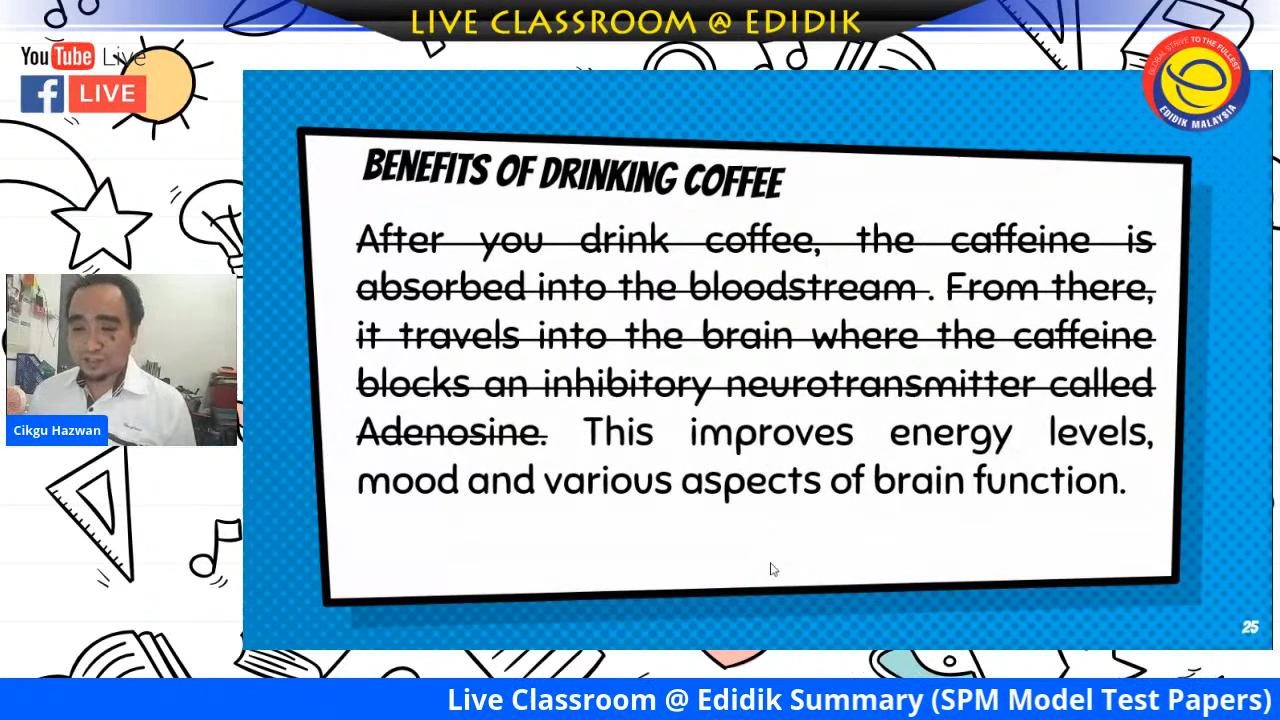 LIVE CLASSROOM @ EDIDIK
YouTube Live
f LIVE
GLOBAL STRIVE TO THE FULLEST
EDIDIK MALAYSIA
BENEFITS OF DRINKING COFFEE
After you drink coffee, the caffeine is
absorbed into the bloodstream . From there,
it travels into the brain where the caffeine
blocks an inhibitory neurotransmitter called
Adenosine. This improves energy levels,
mood and various aspects of brain function.
Cikgu Hazwan
25
Live Classroom @ Edidik Summary (SPM Model Test Papers)